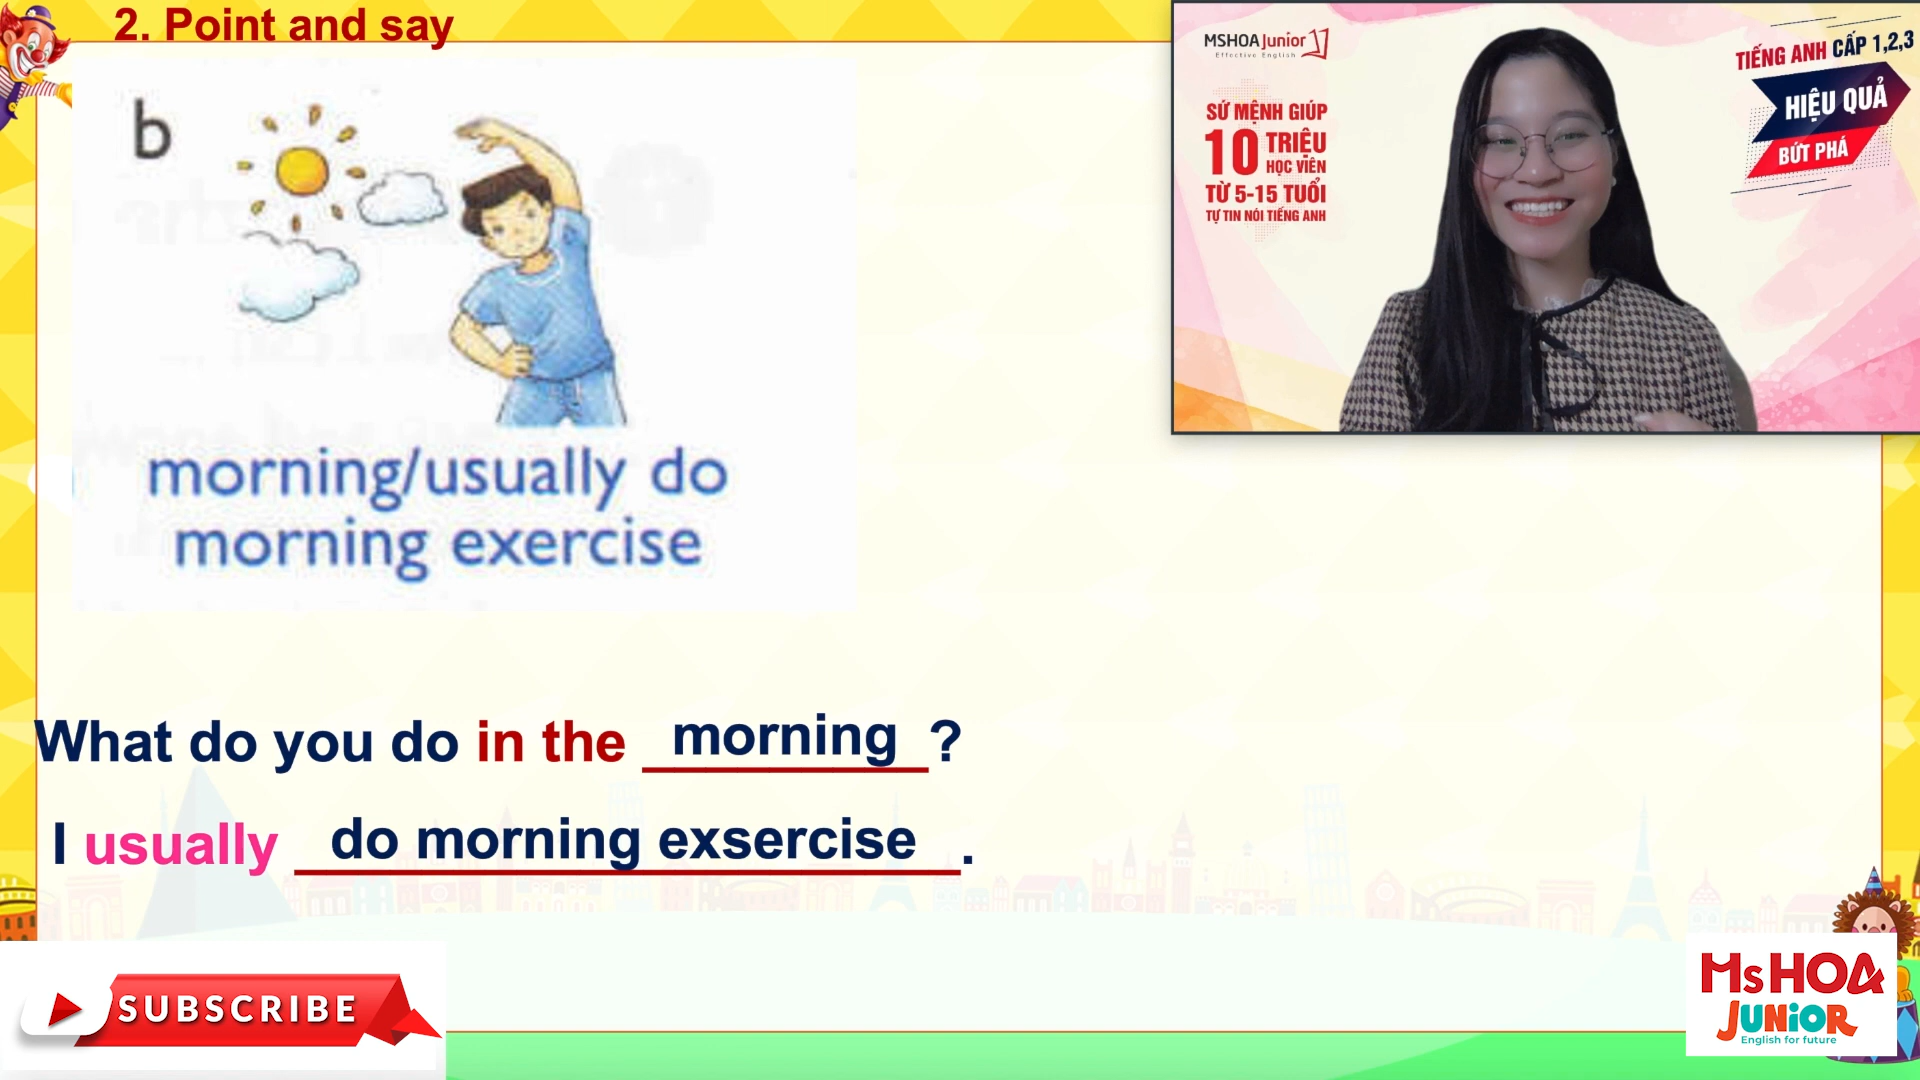 2. Point and say
b
morning/usually do
morning exercise
What do you do in the morning ?
I usually do morning exsercise .
MSHOA Junior
Effective English
SỨ MỆNH GIÚP
10 TRIỆU
HỌC VIÊN
TỪ 5-15 TUỔI
TỰ TIN NÓI TIẾNG ANH
TIẾNG ANH CẤP 1,2,3
HIỆU QUẢ
BỨT PHÁ
SUBSCRIBE
MsHOA
JUNiOR
English for future